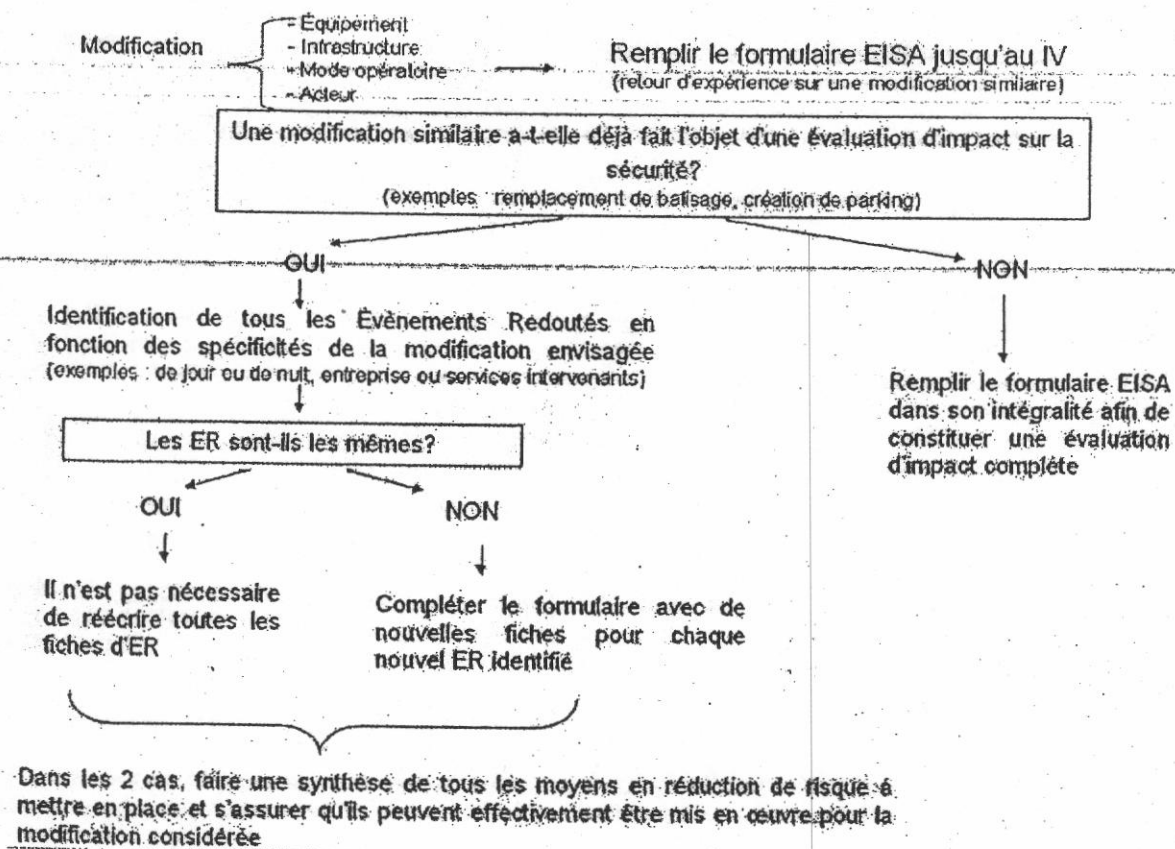 Modification
- Équipement
- Infrastructure
- Mode opératoire
- Acteur
Remplir le formulaire EISA jusqu'au IV
(retour d'expérience sur une modification similaire)
Une modification similaire a-t-elle déjà fait l'objet d'une évaluation d'impact sur la
sécurité?
(exemples : remplacement de balisage, création de parking)
OUI
NON
Identification de tous les Évènements Redoutés en
fonction des spécificités de la modification envisagée
(exemples : de jour ou de nuit, entreprise ou services intervenants)
Remplir le formulaire EISA
dans son intégralité afin de
constituer une évaluation
d'impact complète
Les ER sont-ils les mêmes?
OUI
NON
Il n'est pas nécessaire
de réécrire toutes les
fiches d'ER
Compléter le formulaire avec de
nouvelles fiches pour chaque
nouvel ER identifié
Dans les 2 cas, faire une synthèse de tous les moyens en réduction de risque à
mettre en place et s'assurer qu'ils peuvent effectivement être mis en œuvre pour la
modification considérée